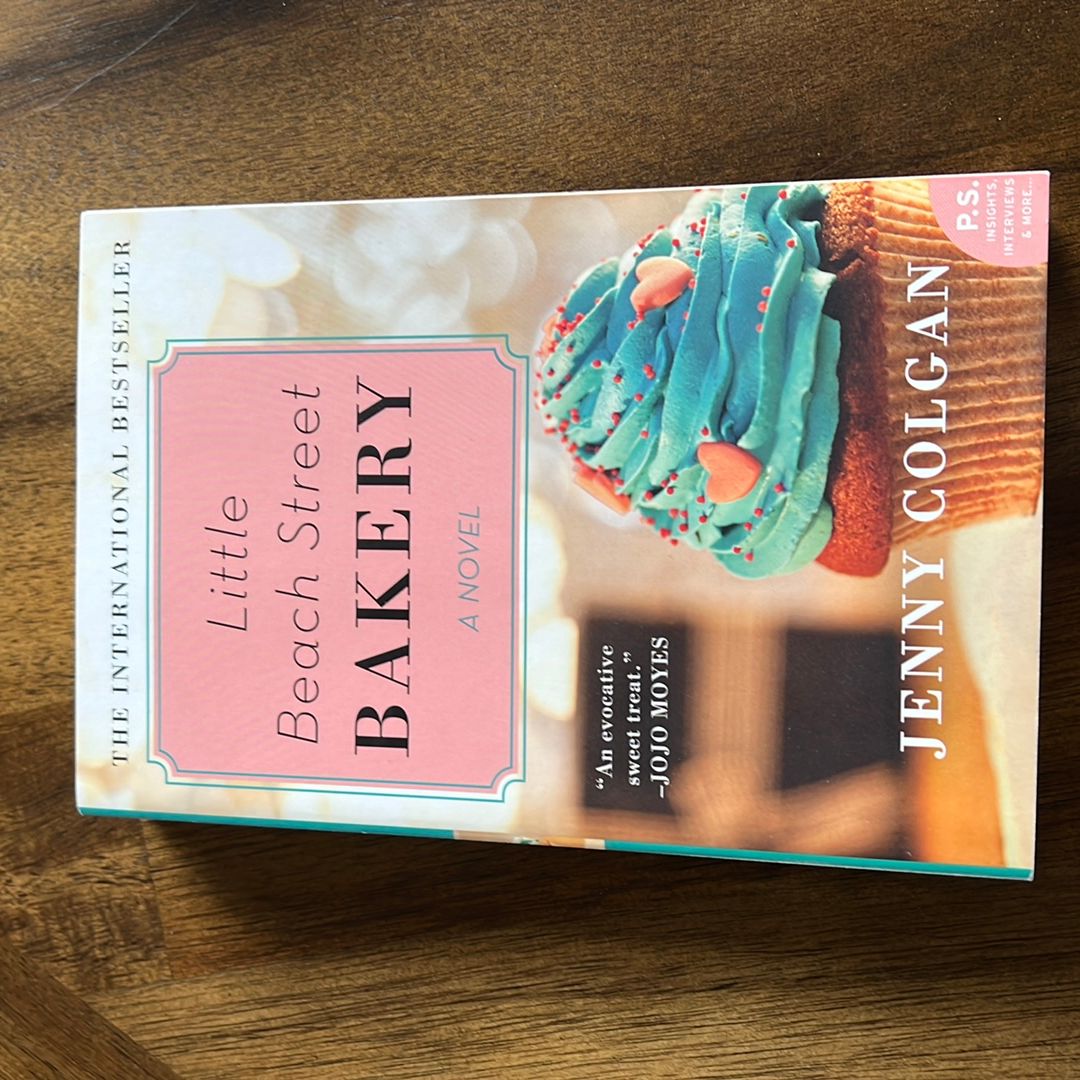 THE INTERNATIONAL BESTSELLER
Little
Beach Street
BAKERY
A NOVEL
“An evocative
sweet treat.”
–JOJO MOYES
JENNY COLGAN
P.S.
INSIGHTS,
INTERVIEWS
& MORE...